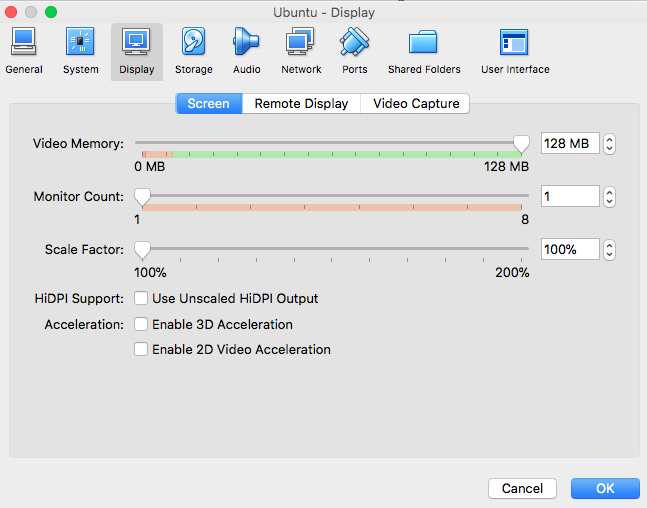 Ubuntu - Display
General System Display Storage Audio Network Ports Shared Folders User Interface
Screen Remote Display Video Capture
Video Memory: 128 MB
0 MB 128 MB
Monitor Count: 1
1 8
Scale Factor: 100%
100% 200%
HiDPI Support: Use Unscaled HiDPI Output
Acceleration: Enable 3D Acceleration
Enable 2D Video Acceleration
Cancel OK